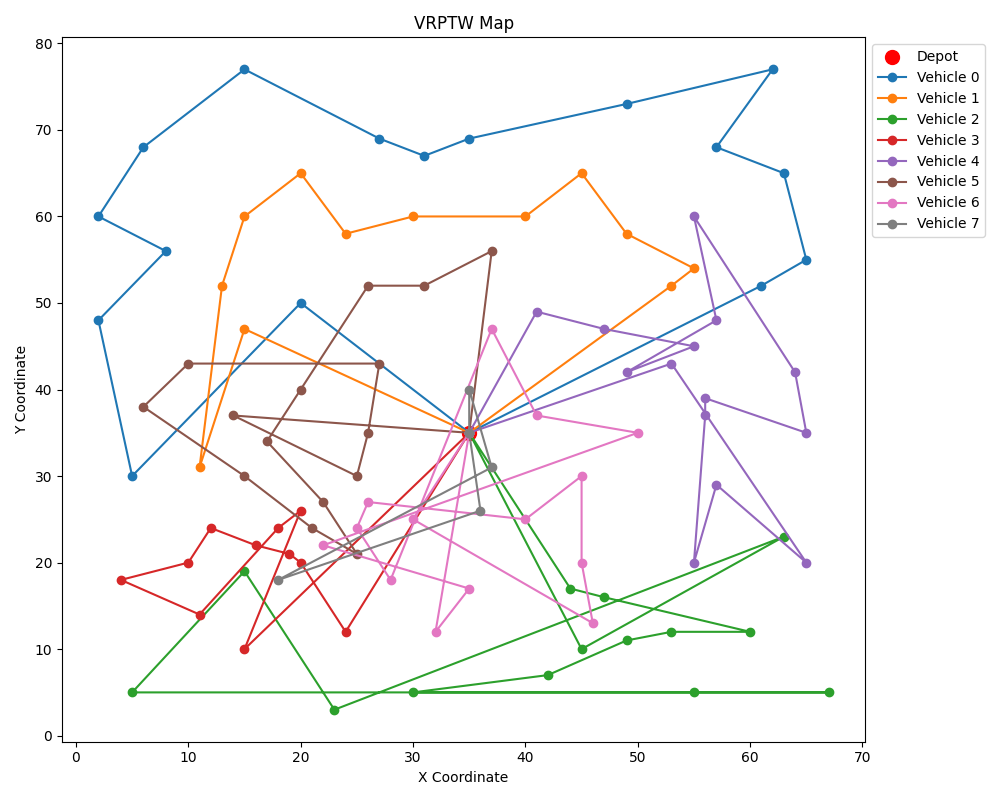 VRPTW Map
Depot
Vehicle 0
Vehicle 1
Vehicle 2
Vehicle 3
Vehicle 4
Vehicle 5
Vehicle 6
Vehicle 7
80
70
60
50
40
30
20
10
0
Y Coordinate
0 10 20 30 40 50 60 70
X Coordinate